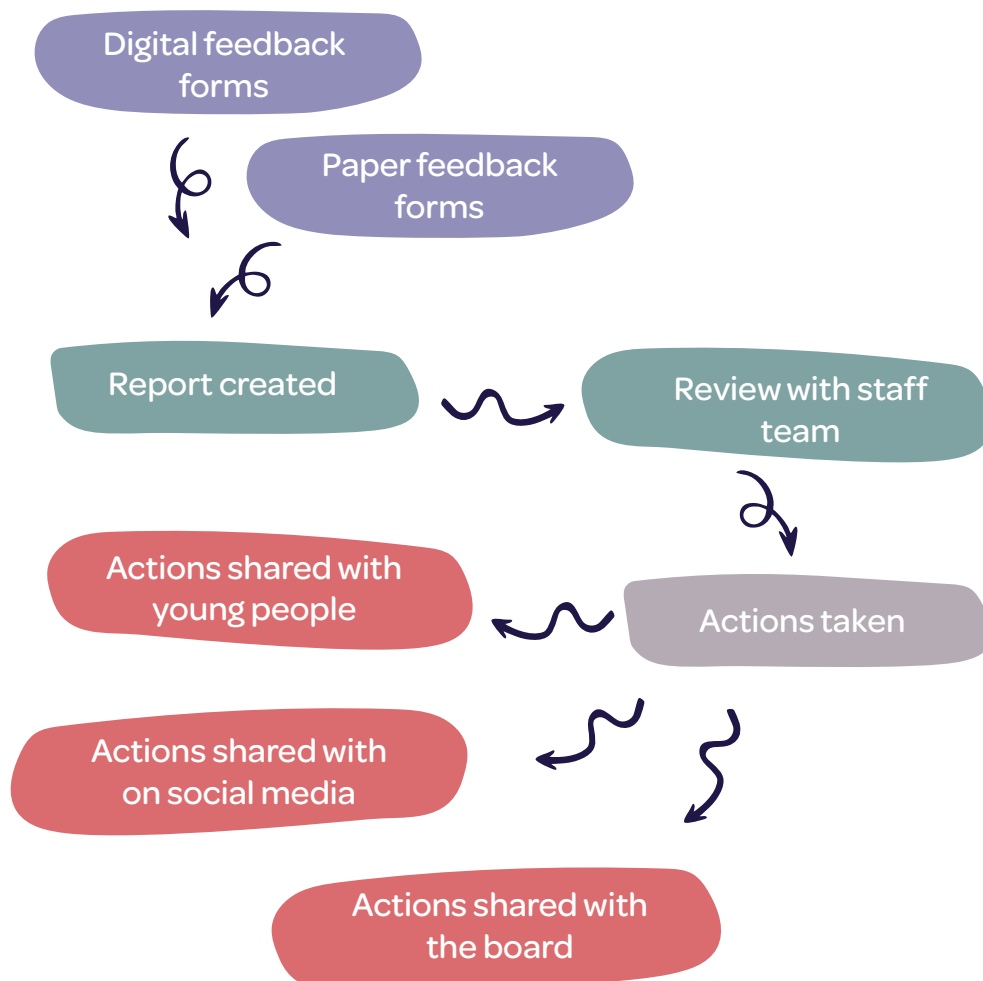 Digital feedback
forms
Paper feedback
forms
Report created
Review with staff
team
Actions shared with
young people
Actions taken
Actions shared with
on social media
Actions shared with
the board